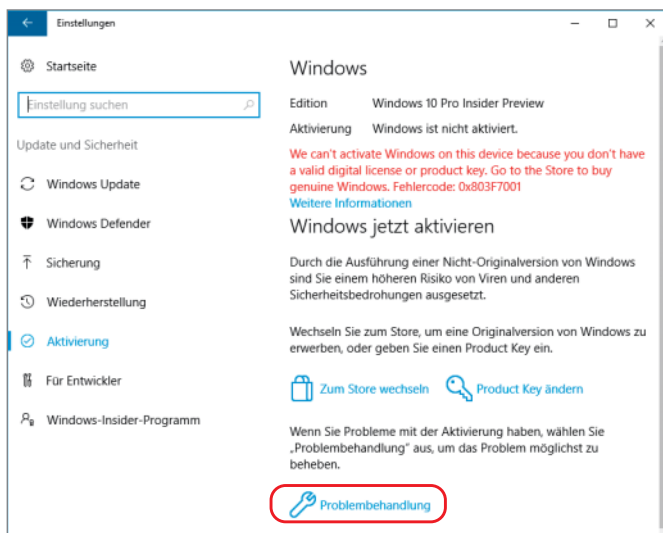 Einstellungen
Startseite
Einstellung suchen
Update und Sicherheit
Windows Update
Windows Defender
Sicherung
Wiederherstellung
Aktivierung
Für Entwickler
Windows-Insider-Programm
Windows
Edition Windows 10 Pro Insider Preview
Aktivierung Windows ist nicht aktiviert.
We can't activate Windows on this device because you don't have
a valid digital license or product key. Go to the Store to buy
genuine Windows. Fehlercode: 0x803F7001
Weitere Informationen
Windows jetzt aktivieren
Durch die Ausführung einer Nicht-Originalversion von Windows
sind Sie einem höheren Risiko von Viren und anderen
Sicherheitsbedrohungen ausgesetzt.
Wechseln Sie zum Store, um eine Originalversion von Windows zu
erwerben, oder geben Sie einen Product Key ein.
Zum Store wechseln Product Key ändern
Wenn Sie Probleme mit der Aktivierung haben, wählen Sie
„Problembehandlung" aus, um das Problem möglichst zu
beheben.
Problembehandlung